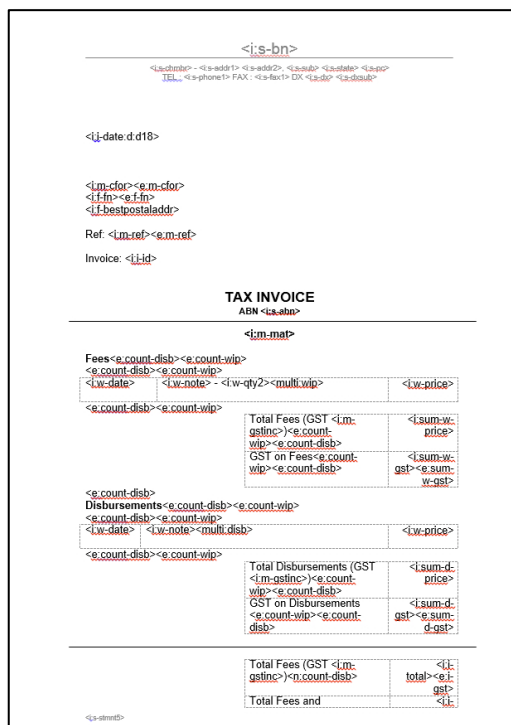 <i:s-bn>
<i:s-chmbr> - <i:s-addr1> <i:s-addr2>, <i:s-sub> <i:s-state> <i:s-pc>
TEL : <i:s-phone1> FAX : <i:s-fax1> DX <i:s-dx> <i:s-dxsub>
<i:i-date:d:d18>
<i:m-cfor><e:m-cfor>
<i:f-fn><e:f-fn>
<i:f-bestpostaladdr>
Ref: <i:m-ref><e:m-ref>
Invoice: <i:i-id>
TAX INVOICE
ABN <i:s-abn>
<i:m-mat>
Fees<e:count-disb><e:count-wip>
<e:count-disb><e:count-wip>
<i:w-date> <i:w-note> - <i:w-qty2><multi:wip> <i:w-price>
<e:count-disb><e:count-wip>
Total Fees (GST <i:m- <i:sum-w-
gstinc>)<e:count- price>
wip><e:count-disb>
GST on Fees<e:count- <i:sum-w-
wip><e:count-disb> gst><e:sum-
w-gst>
<e:count-disb>
Disbursements<e:count-disb><e:count-wip>
<e:count-disb><e:count-wip>
<i:w-date> <i:w-note><multi:disb> <i:w-price>
<e:count-disb><e:count-wip>
Total Disbursements (GST <i:sum-d-
<i:m-gstinc>)<e:count- price>
wip><e:count-disb>
GST on Disbursements <i:sum-d-
<e:count-wip><e:count- gst><e:sum-
disb> d-gst>
Total Fees (GST <i:m- <i:i-
gstinc>)<n:count-disb> total><e:i-
gst>
Total Fees and <i:i-
<i:s-stmnt5>